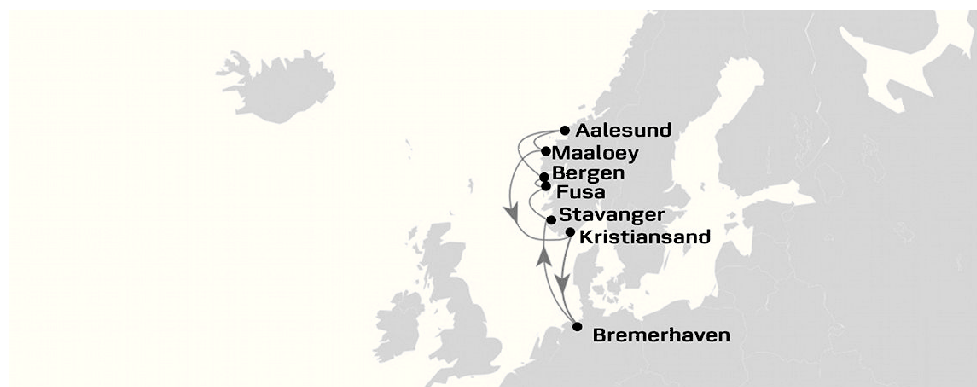 Aalesund
Maaloey
Bergen
Fusa
Stavanger
Kristiansand
Bremerhaven